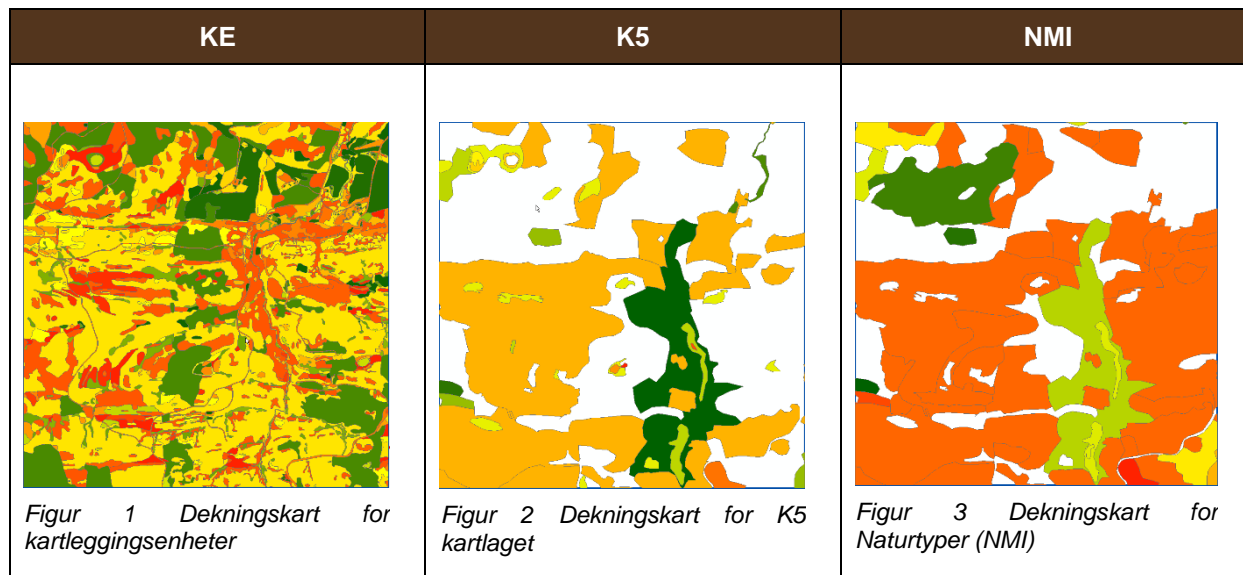 KE
K5
NMI
Figur 1 Dekningskart for
kartleggingsenheter
Figur 2 Dekningskart for K5
kartlaget
Figur 3 Dekningskart for
Naturtyper (NMI)